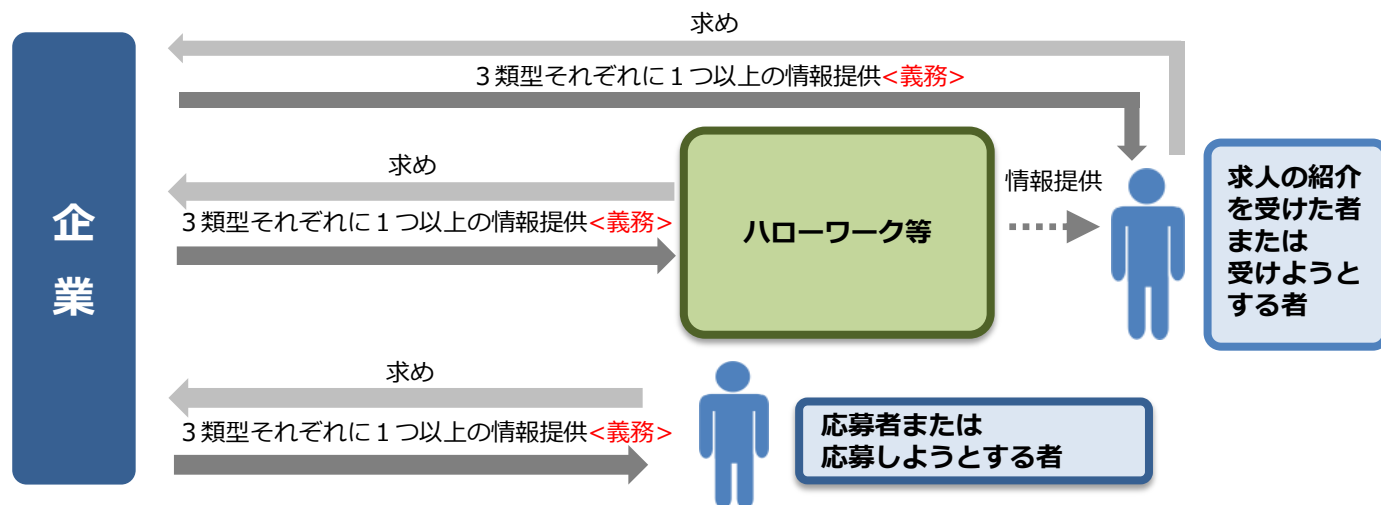 求め
3類型それぞれに1つ以上の情報提供<義務>
企
業
求め
3類型それぞれに1つ以上の情報提供<義務>
ハローワーク等
情報提供
求人の紹介
を受けた者
または
受けようと
する者
求め
3類型それぞれに1つ以上の情報提供<義務>
応募者または
応募しようとする者